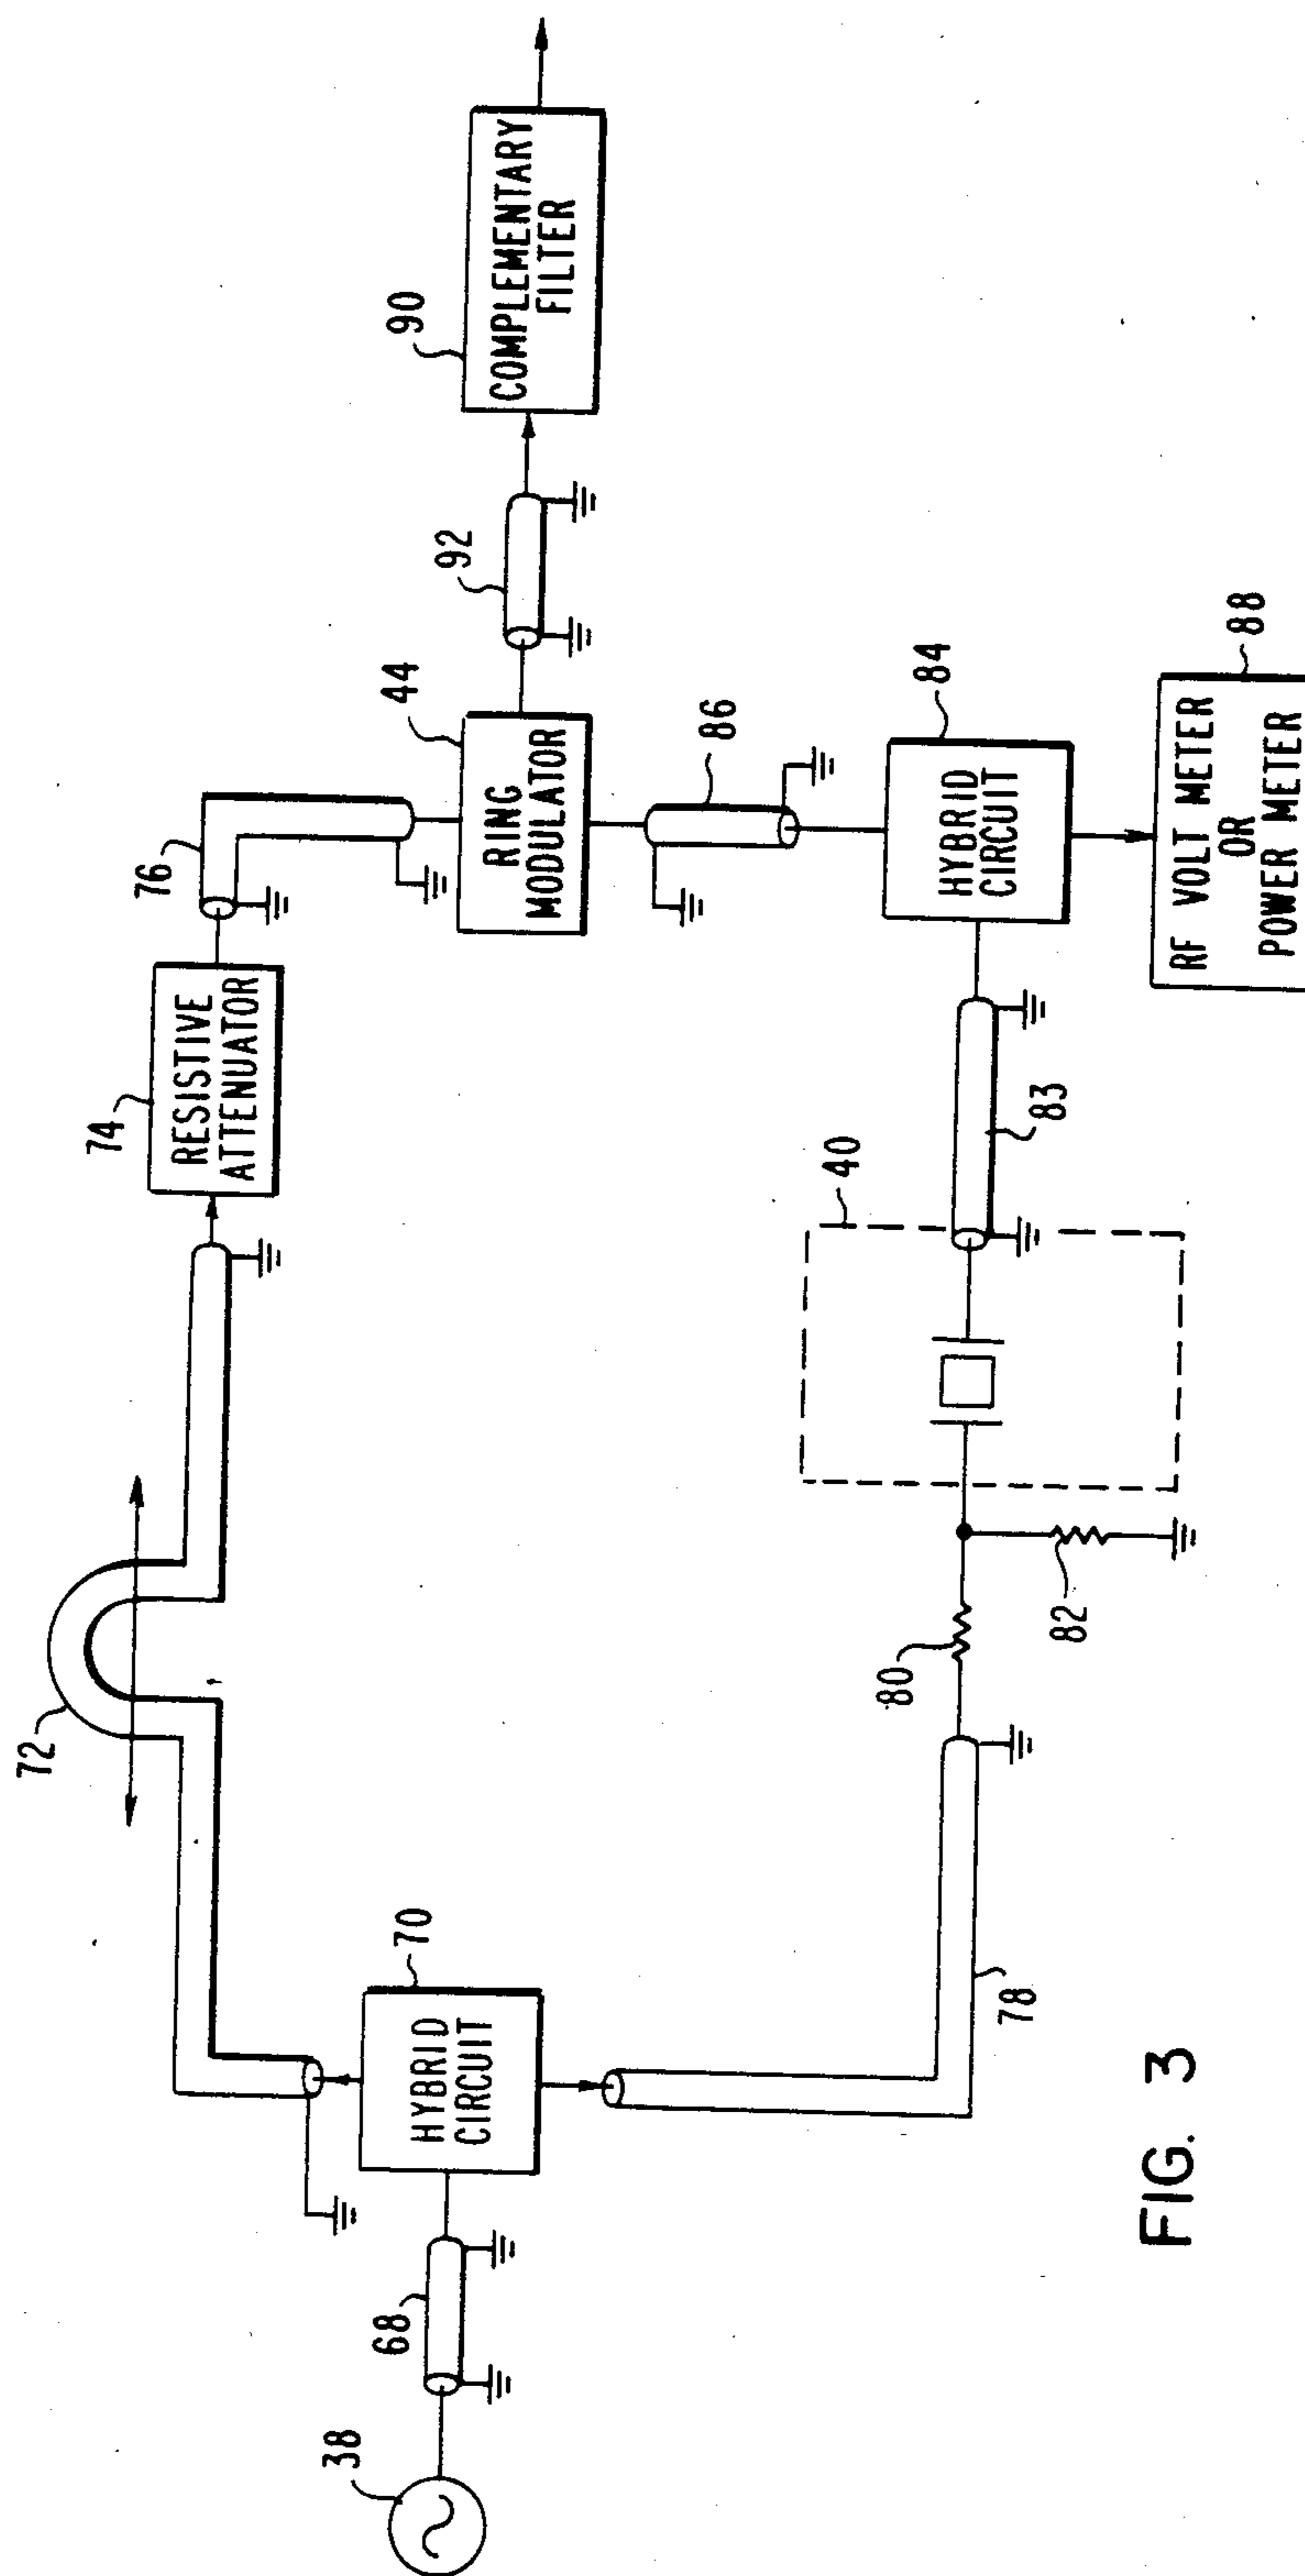 72
74
RESISTIVE
ATTENUATOR
76
38
68
70
HYBRID
CIRCUIT
44
RING
MODULATOR
92
90
COMPLEMENTARY
FILTER
86
78
80
82
40
83
84
HYBRID
CIRCUIT
88
RF VOLT METER
OR
POWER METER
FIG. 3